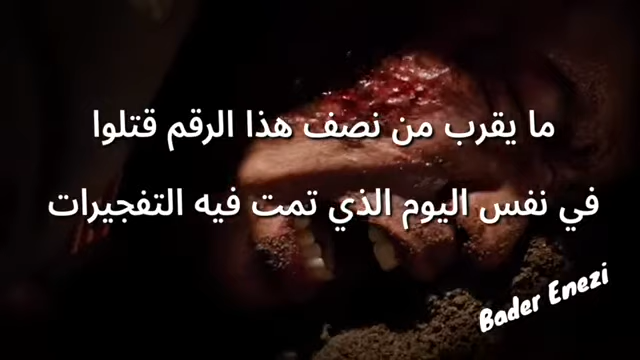 ما يقرب من نصف هذا الرقم قتلوا
في نفس اليوم الذي تمت فيه التفجيرات
Bader Enezi